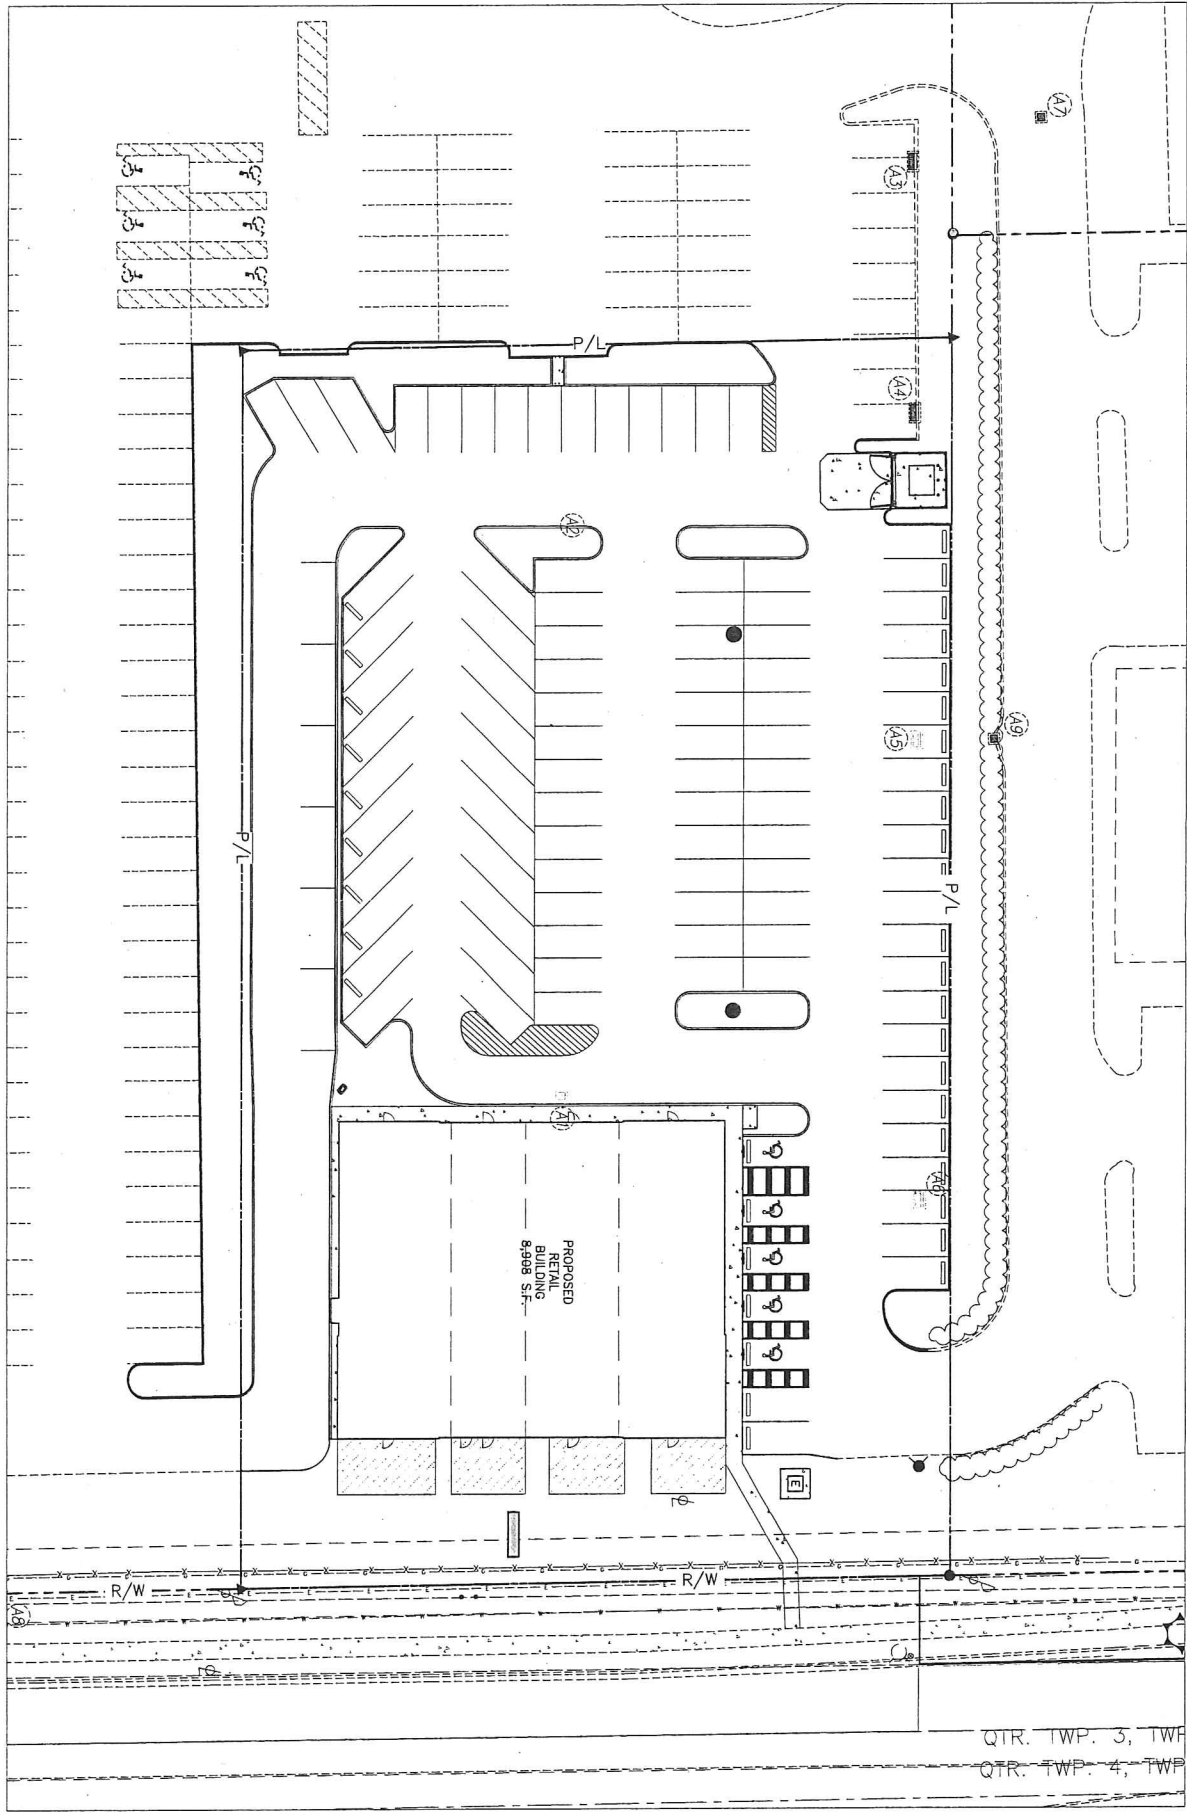 A7
A3
P/L
A4
A2
A5
A9
P/L
P/L
A1
A6
PROPOSED
RETAIL
BUILDING
8,908 S.F.
E
R/W
R/W
A8
QTR. TWP. 3, TWP
QTR. TWP. 4, TWP